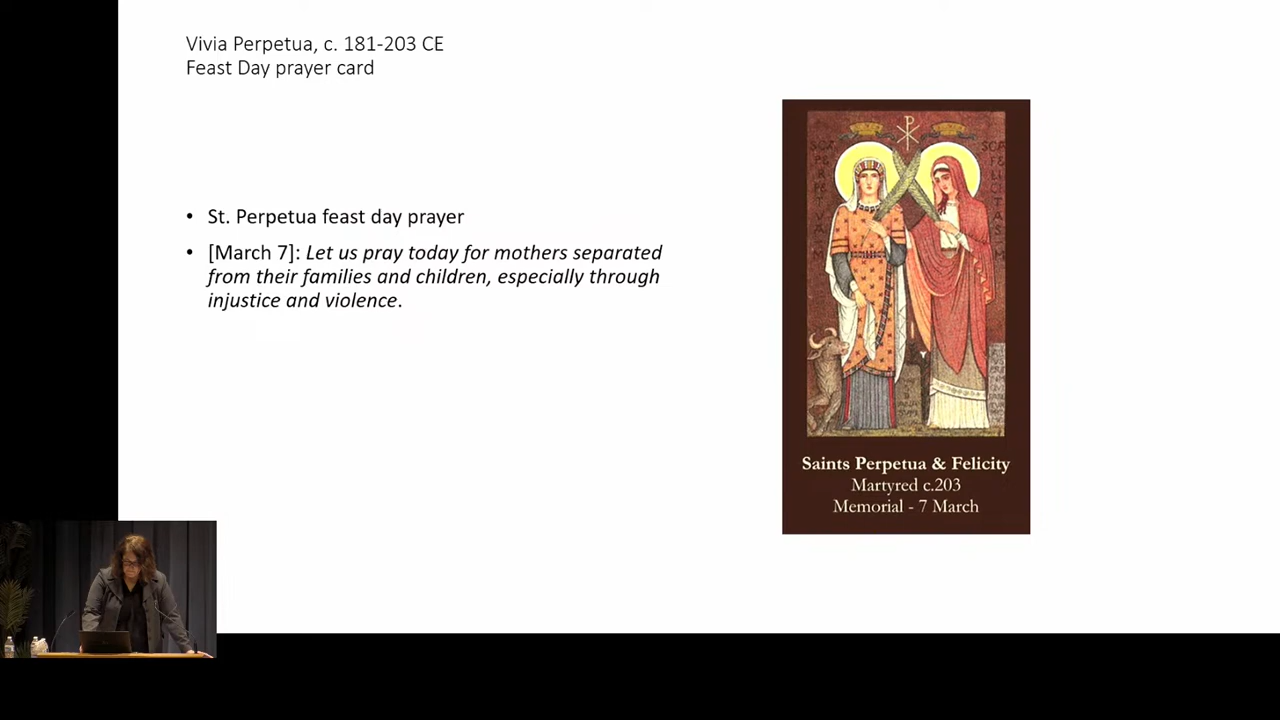 Vivia Perpetua, c. 181-203 CE
Feast Day prayer card
• St. Perpetua feast day prayer
• [March 7]: Let us pray today for mothers separated
from their families and children, especially through
injustice and violence.
Saints Perpetua & Felicity
Martyred c.203
Memorial - 7 March